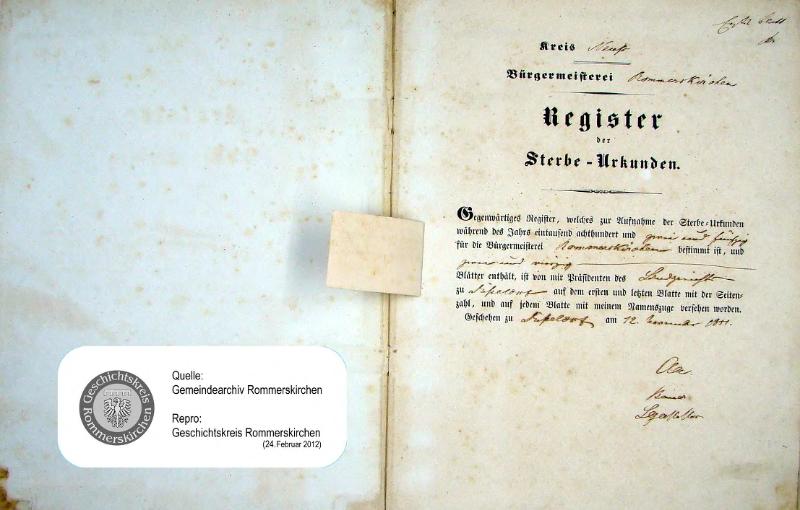 Kreis Neuß
Bürgermeisterei Rommerskirchen
Register
der
Sterbe-Urkunden.
Gegenwärtiges Register, welches zur Aufnahme der Sterbe-Urkunden
während des Jahrs eintausend achthundert und zwei und fünfzig
für die Bürgermeisterei Rommerskirchen bestimmt ist, und
zwei und vierzig
Blätter enthält, ist von mir Präsidenten des Landgerichts
zu Düsseldorf auf dem ersten und letzten Blatte mit der Seiten-
zahl, und auf jedem Blatte mit meinem Namenszuge versehen worden.
Geschehen zu Düsseldorf am 12.
Geschichtskreis
Rommerskirchen
Quelle:
Gemeindearchiv Rommerskirchen
Repro:
Geschichtskreis Rommerskirchen
(24. Februar 2012)